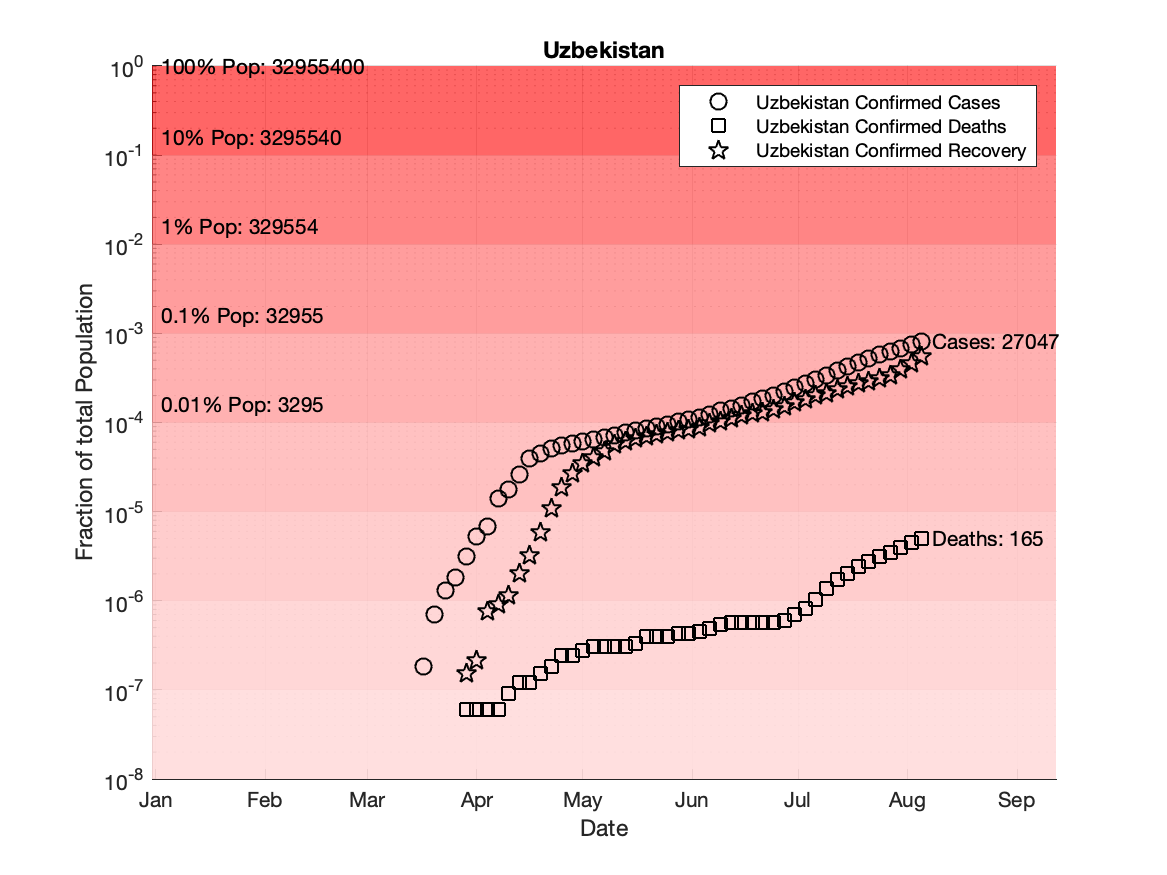 Uzbekistan
10^0
100% Pop: 32955400
Uzbekistan Confirmed Cases
Uzbekistan Confirmed Deaths
Uzbekistan Confirmed Recovery
10% Pop: 3295540
10^-1
1% Pop: 329554
10^-2
0.1% Pop: 32955
10^-3
Cases: 27047
0.01% Pop: 3295
10^-4
10^-5
Deaths: 165
10^-6
10^-7
10^-8
Fraction of total Population
Jan Feb Mar Apr May Jun Jul Aug Sep
Date